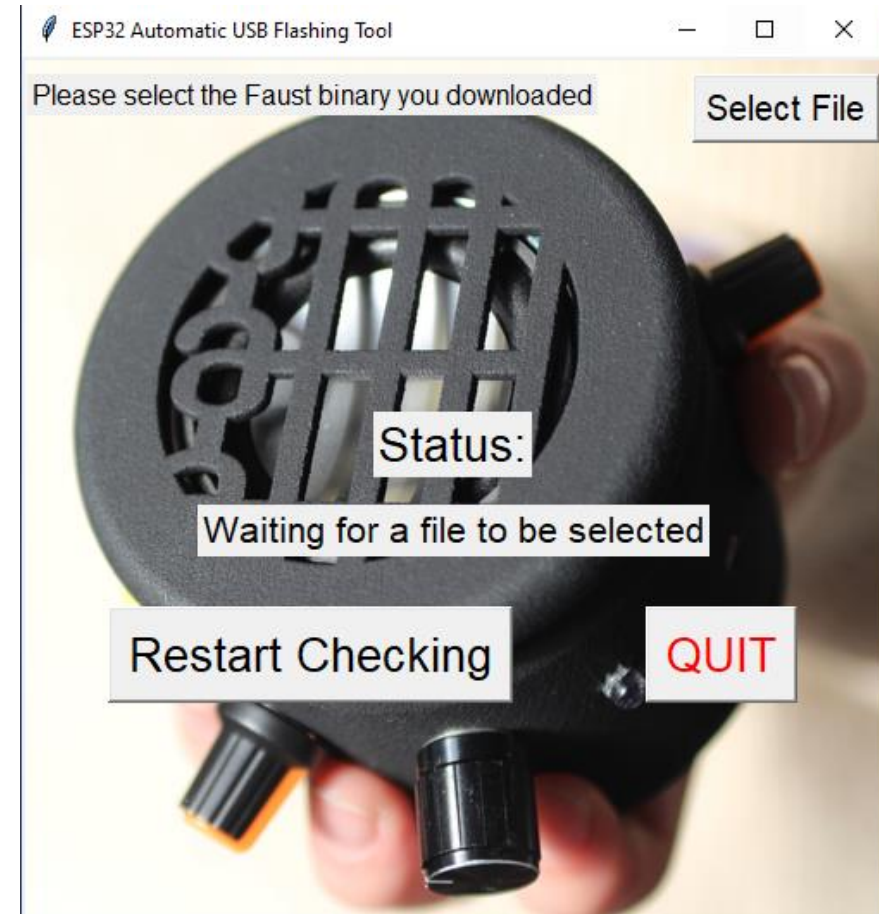 ESP32 Automatic USB Flashing Tool
Please select the Faust binary you downloaded
Select File
Status:
Waiting for a file to be selected
Restart Checking
QUIT